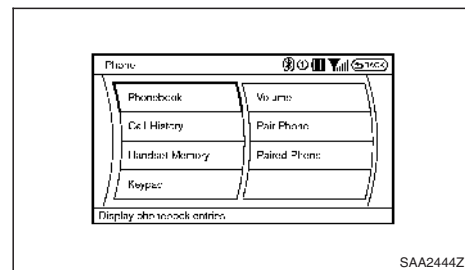 Phone
BACK
Phonebook
Volume
Call History
Pair Phone
Handset Memory
Paired Phone
Keypad
Display phonebook entries
SAA2444Z